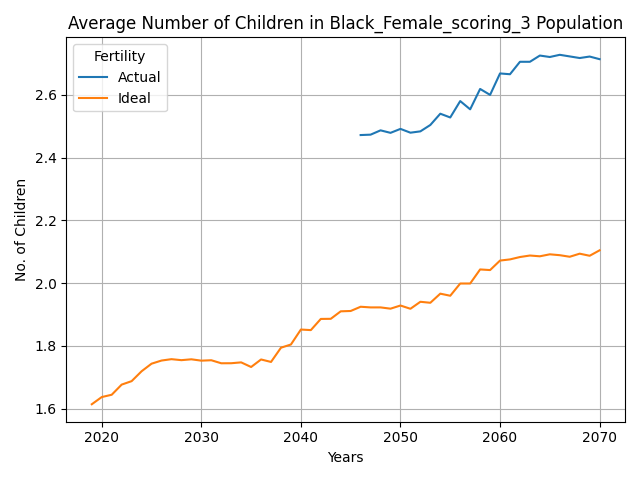 Average Number of Children in Black_Female_scoring_3 Population
Fertility
Actual
Ideal
No. of Children
2.6
2.4
2.2
2.0
1.8
1.6
2020 2030 2040 2050 2060 2070
Years